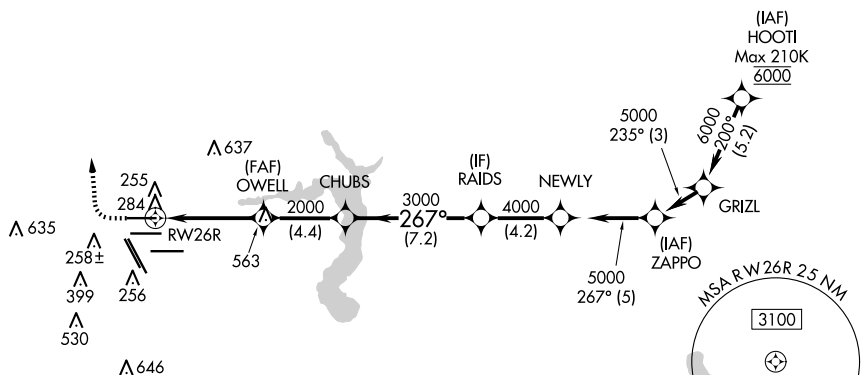 (IAF)
HOOTI
Max 210K
6000
6000
200°
(5.2)
5000
235° (3)
GRIZL
637
(FAF)
OWELL
CHUBS
(IF)
RAIDS
NEWLY
255
284
2000
(4.4)
3000
267°
(7.2)
4000
(4.2)
(IAF)
ZAPPO
635
RW26R
563
5000
267° (5)
258±
399
256
530
646
MSA RW26R 25 NM
3100